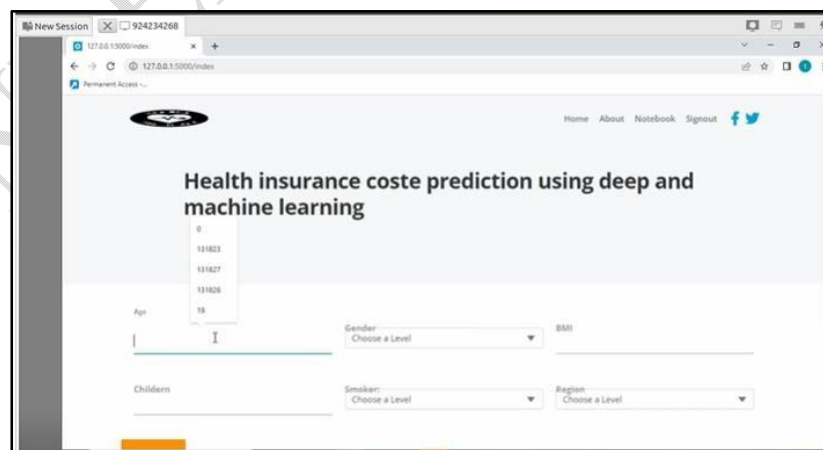 New Session
924234268
127.0.0.1:5000/index
127.0.0.1:5000/index
Permanent Access -...
Home About Notebook Signout
Health insurance coste prediction using deep and
machine learning
0
131823
131827
131826
19
Gender
Choose a Level
BMI
Childern
Smoker:
Choose a Level
Region
Choose a Level